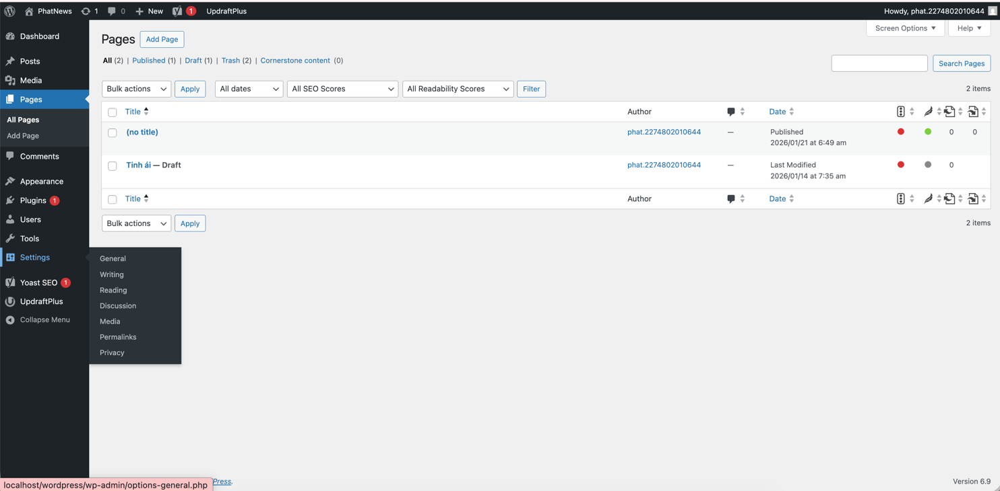 PhatNews 1 0 New 1 UpdraftPlus Howdy, phat.2274802010644
Screen Options Help
Dashboard
Posts
Media
Pages
All Pages
Add Page
Comments
Appearance
Plugins 1
Users
Tools
Settings
Yoast SEO 1
UpdraftPlus
Collapse Menu
General
Writing
Reading
Discussion
Media
Permalinks
Privacy
Pages Add Page
All (2) | Published (1) | Draft (1) | Trash (2) | Cornerstone content (0)
Search Pages
Bulk actions Apply All dates All SEO Scores All Readability Scores Filter 2 items
Title Author Date
(no title) phat.2274802010644 — Published 0 0
2026/01/21 at 6:49 am
Tinh ái — Draft phat.2274802010644 — Last Modified 0
2026/01/14 at 7:35 am
Title Author Date
Bulk actions Apply 2 items
localhost/wordpress/wp-admin/options-general.php Press. Version 6.9